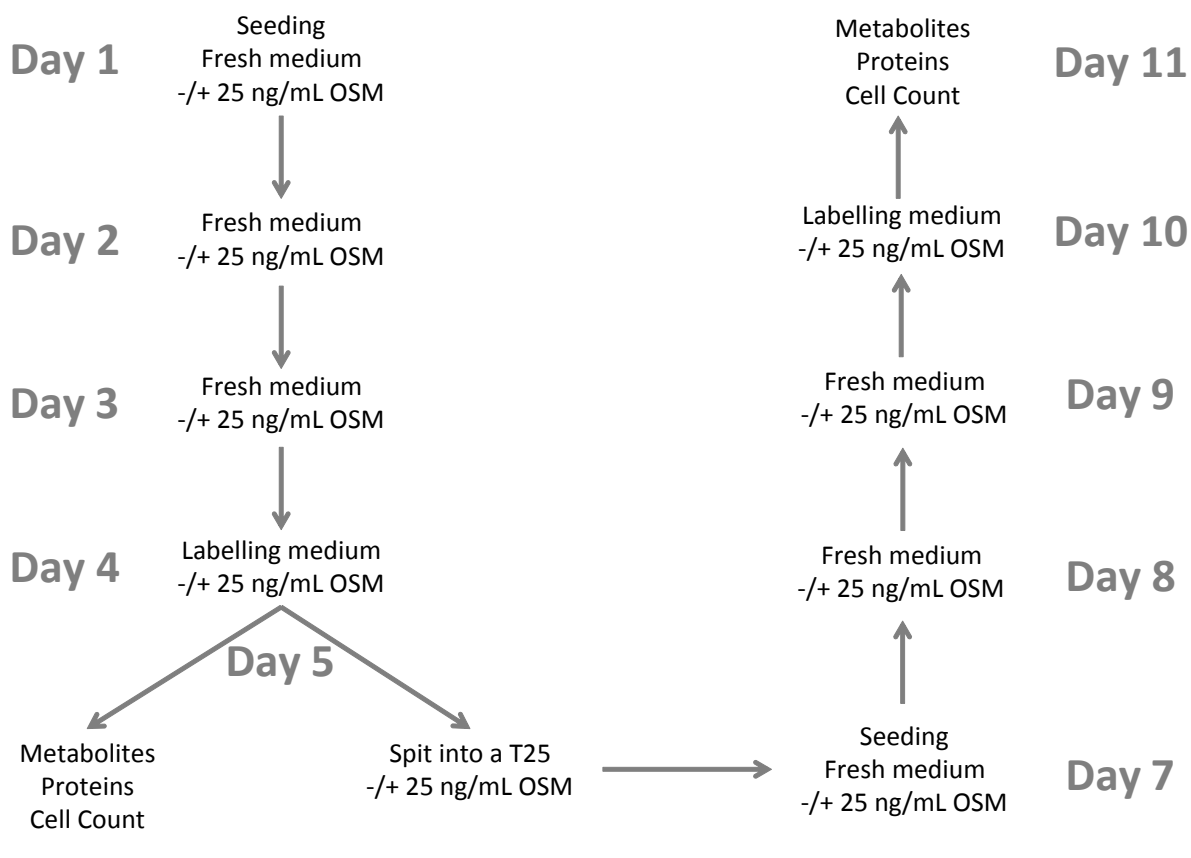 Day 1
Seeding
Fresh medium
-/+ 25 ng/mL OSM
Day 2
Fresh medium
-/+ 25 ng/mL OSM
Day 3
Fresh medium
-/+ 25 ng/mL OSM
Day 4
Labelling medium
-/+ 25 ng/mL OSM
Day 5
Metabolites
Proteins
Cell Count
Spit into a T25
-/+ 25 ng/mL OSM
Seeding
Fresh medium
-/+ 25 ng/mL OSM
Day 7
Fresh medium
-/+ 25 ng/mL OSM
Day 8
Fresh medium
-/+ 25 ng/mL OSM
Day 9
Labelling medium
-/+ 25 ng/mL OSM
Day 10
Metabolites
Proteins
Cell Count
Day 11